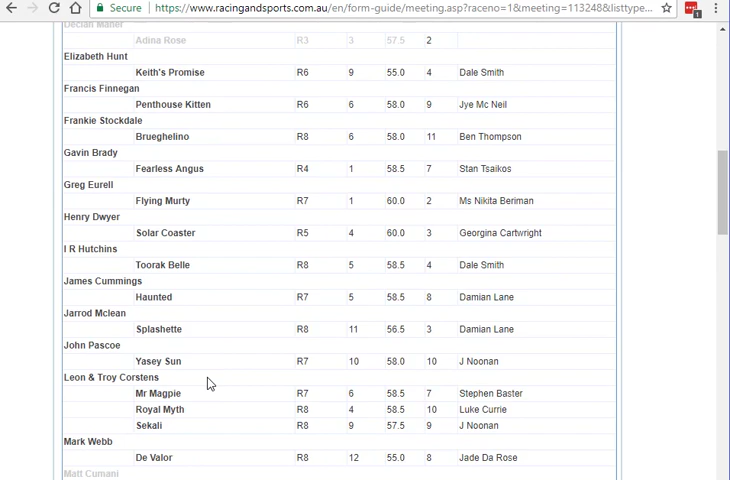 Secure https://www.racingandsports.com.au/en/form-guide/meeting.asp?raceno=1&meeting=113248&listtype... 1
Declan Maher
Adina Rose R3 3 57.5 2
Elizabeth Hunt
Keith's Promise R6 9 55.0 4 Dale Smith
Francis Finnegan
Penthouse Kitten R6 6 58.0 9 Jye Mc Neil
Frankie Stockdale
Brueghelino R8 6 58.0 11 Ben Thompson
Gavin Brady
Fearless Angus R4 1 58.5 7 Stan Tsaikos
Greg Eurell
Flying Murty R7 1 60.0 2 Ms Nikita Beriman
Henry Dwyer
Solar Coaster R5 4 60.0 3 Georgina Cartwright
I R Hutchins
Toorak Belle R8 5 58.5 4 Dale Smith
James Cummings
Haunted R7 5 58.5 8 Damian Lane
Jarrod Mclean
Splashette R8 11 56.5 3 Damian Lane
John Pascoe
Yasey Sun R7 10 58.0 10 J Noonan
Leon & Troy Corstens
Mr Magpie R7 6 58.5 7 Stephen Baster
Royal Myth R8 4 58.5 10 Luke Currie
Sekali R8 9 57.5 9 J Noonan
Mark Webb
De Valor R8 12 55.0 8 Jade Da Rose
Matt Cumani